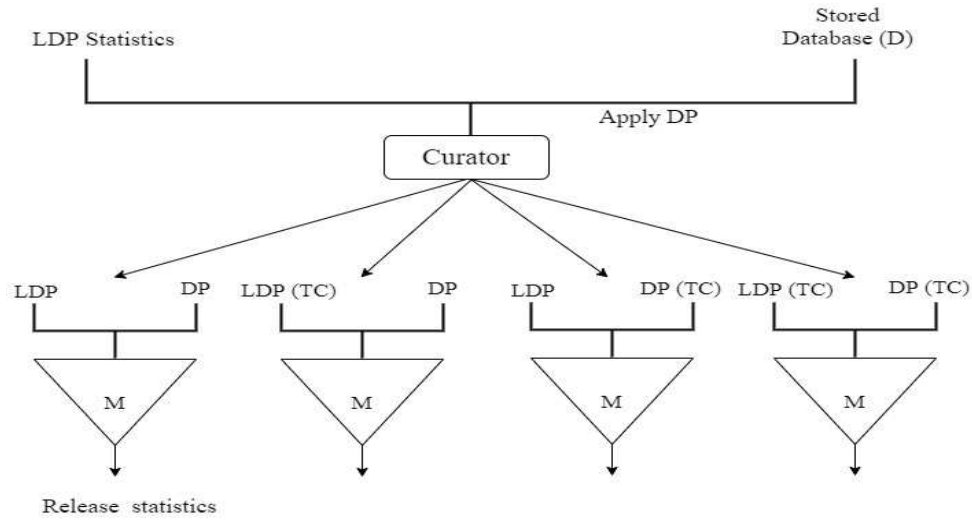 LDP Statistics
Stored
Database (D)
Apply DP
Curator
LDP
DP
LDP (TC)
DP
LDP
DP (TC)
LDP (TC)
DP (TC)
M
M
M
M
Release statistics